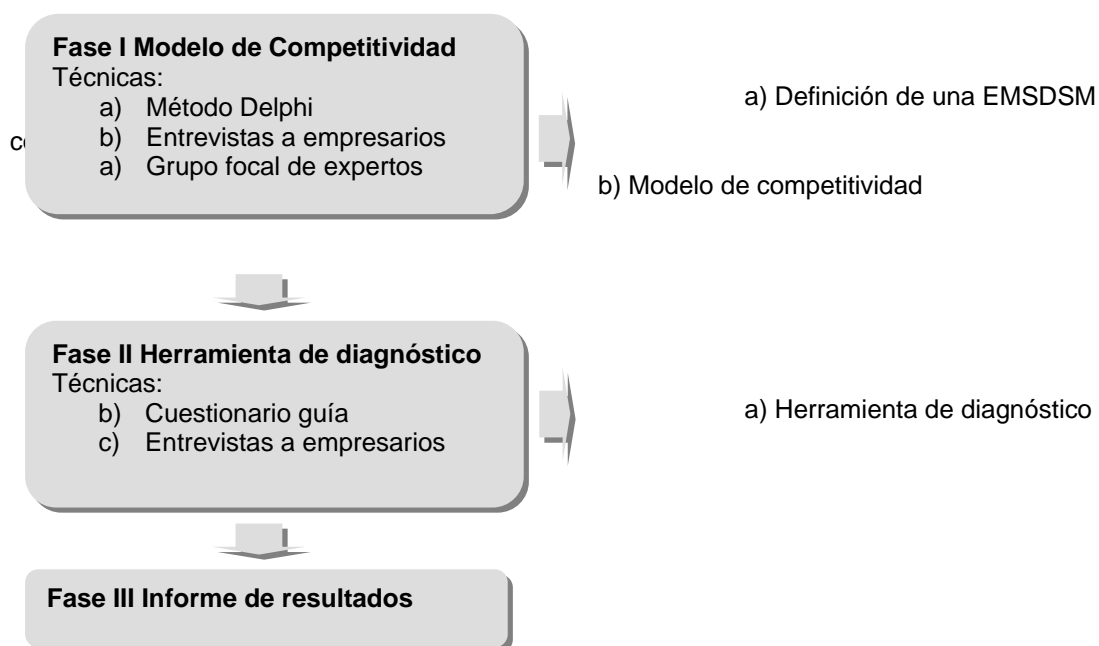 Fase I Modelo de Competitividad
Técnicas:
a) Método Delphi
b) Entrevistas a empresarios
a) Grupo focal de expertos
a) Definición de una EMSDSM
b) Modelo de competitividad
Fase II Herramienta de diagnóstico
Técnicas:
b) Cuestionario guía
c) Entrevistas a empresarios
a) Herramienta de diagnóstico
Fase III Informe de resultados